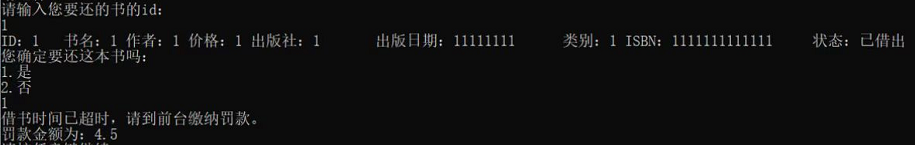 请输入您要还的书的id:
1
ID: 1 书名: 1 作者: 1 价格: 1 出版社: 1 出版日期: 11111111 类别: 1 ISBN: 1111111111111 状态: 已借出
您确定要还这本书吗:
1.是
2.否
1
借书时间已超时，请到前台缴纳罚款。
罚款金额为: 4.5